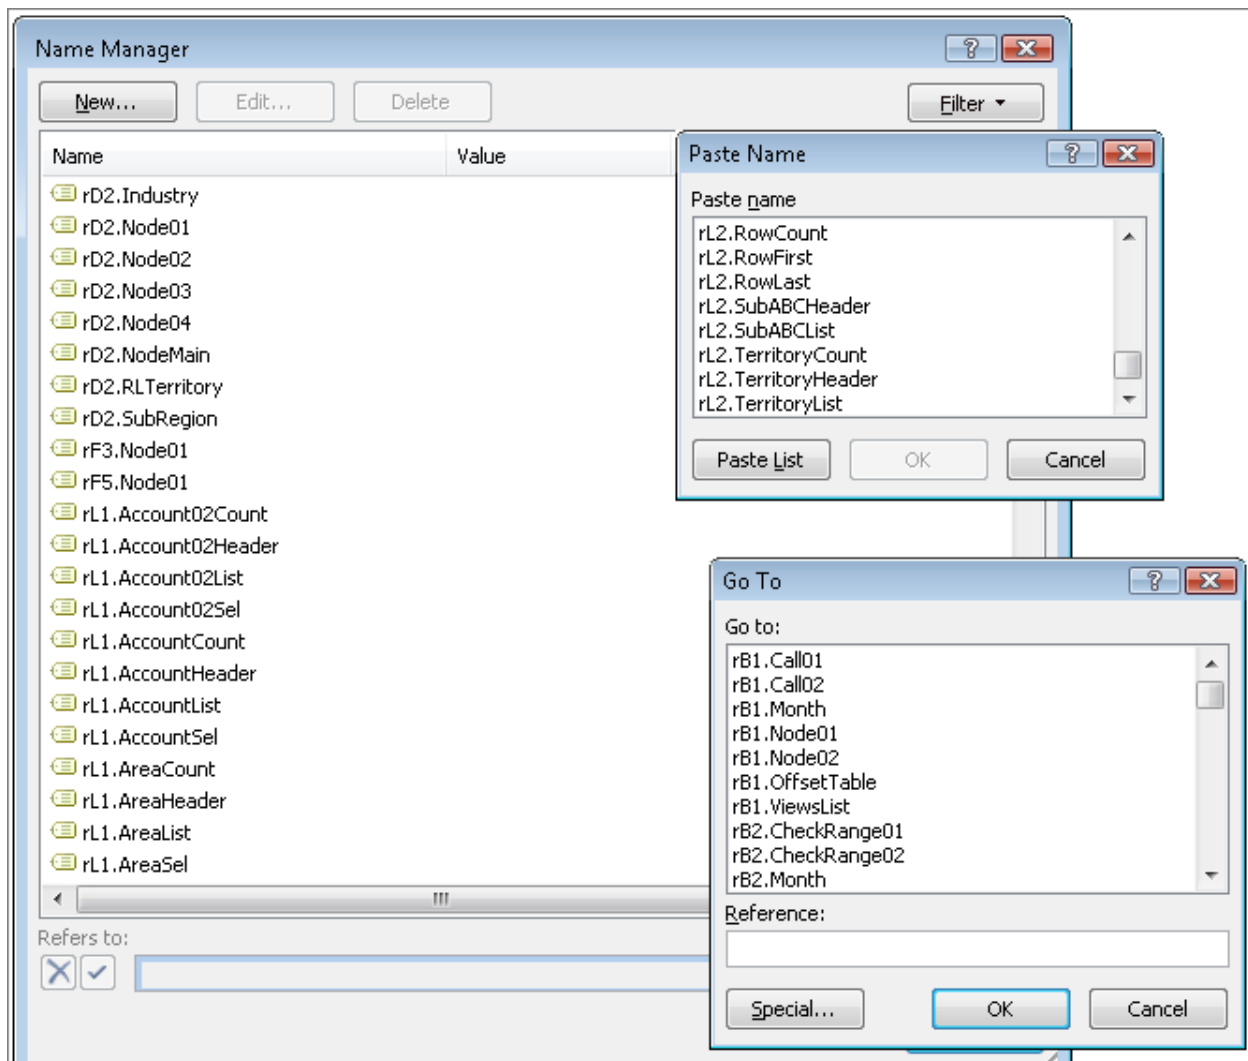 Name Manager
New... Edit... Delete Filter
Name Value
rD2.Industry
rD2.Node01
rD2.Node02
rD2.Node03
rD2.Node04
rD2.NodeMain
rD2.RLTerritory
rD2.SubRegion
rF3.Node01
rF5.Node01
rL1.Account02Count
rL1.Account02Header
rL1.Account02List
rL1.Account02Sel
rL1.AccountCount
rL1.AccountHeader
rL1.AccountList
rL1.AccountSel
rL1.AreaCount
rL1.AreaHeader
rL1.AreaList
rL1.AreaSel
Refers to:
Paste Name
Paste name
rL2.RowCount
rL2.RowFirst
rL2.RowLast
rL2.SubABCHeader
rL2.SubABCList
rL2.TerritoryCount
rL2.TerritoryHeader
rL2.TerritoryList
Paste List OK Cancel
Go To
Go to:
rB1.Call01
rB1.Call02
rB1.Month
rB1.Node01
rB1.Node02
rB1.OffsetTable
rB1.ViewsList
rB2.CheckRange01
rB2.CheckRange02
rB2.Month
Reference:
Special... OK Cancel